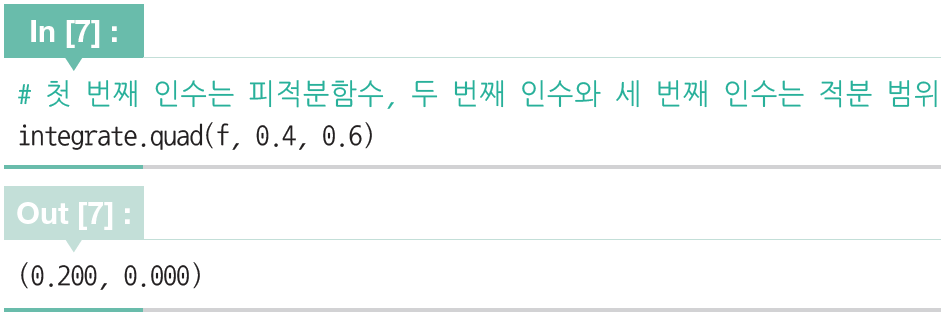 In [7] :
# 첫 번째 인수는 피적분함수, 두 번째 인수와 세 번째 인수는 적분 범위
integrate.quad(f, 0.4, 0.6)
Out [7] :
(0.200, 0.000)